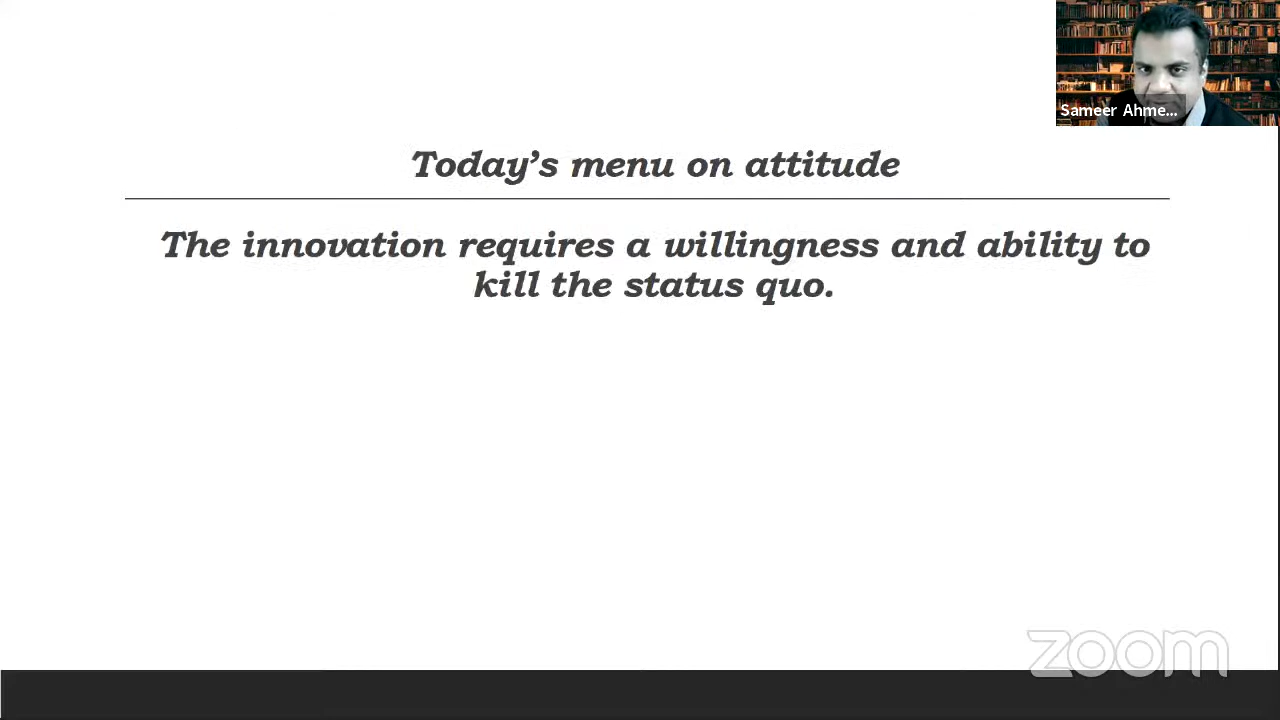 Sameer Ahme...
Today's menu on attitude
The innovation requires a willingness and ability to
kill the status quo.
zoom